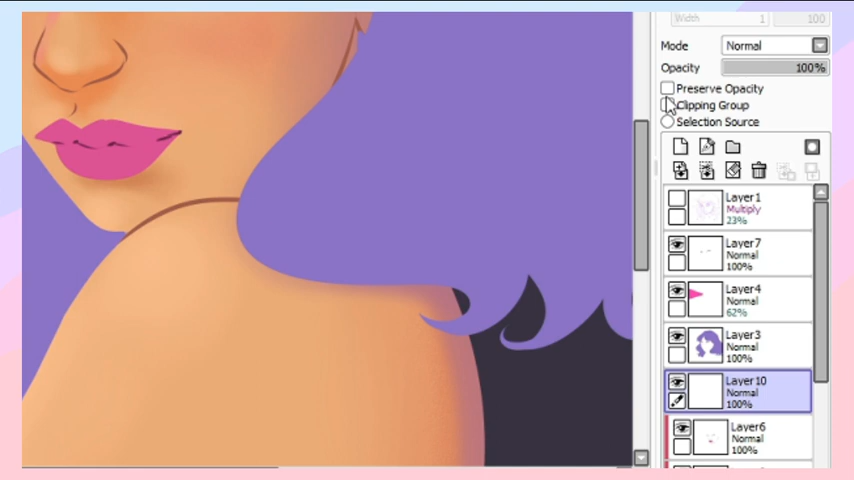 Width 1 100
Mode Normal
Opacity 100%
Preserve Opacity
Clipping Group
Selection Source
Layer1
Multiply
23%
Layer7
Normal
100%
Layer4
Normal
62%
Layer3
Normal
100%
Layer10
Normal
100%
Layer6
Normal
100%